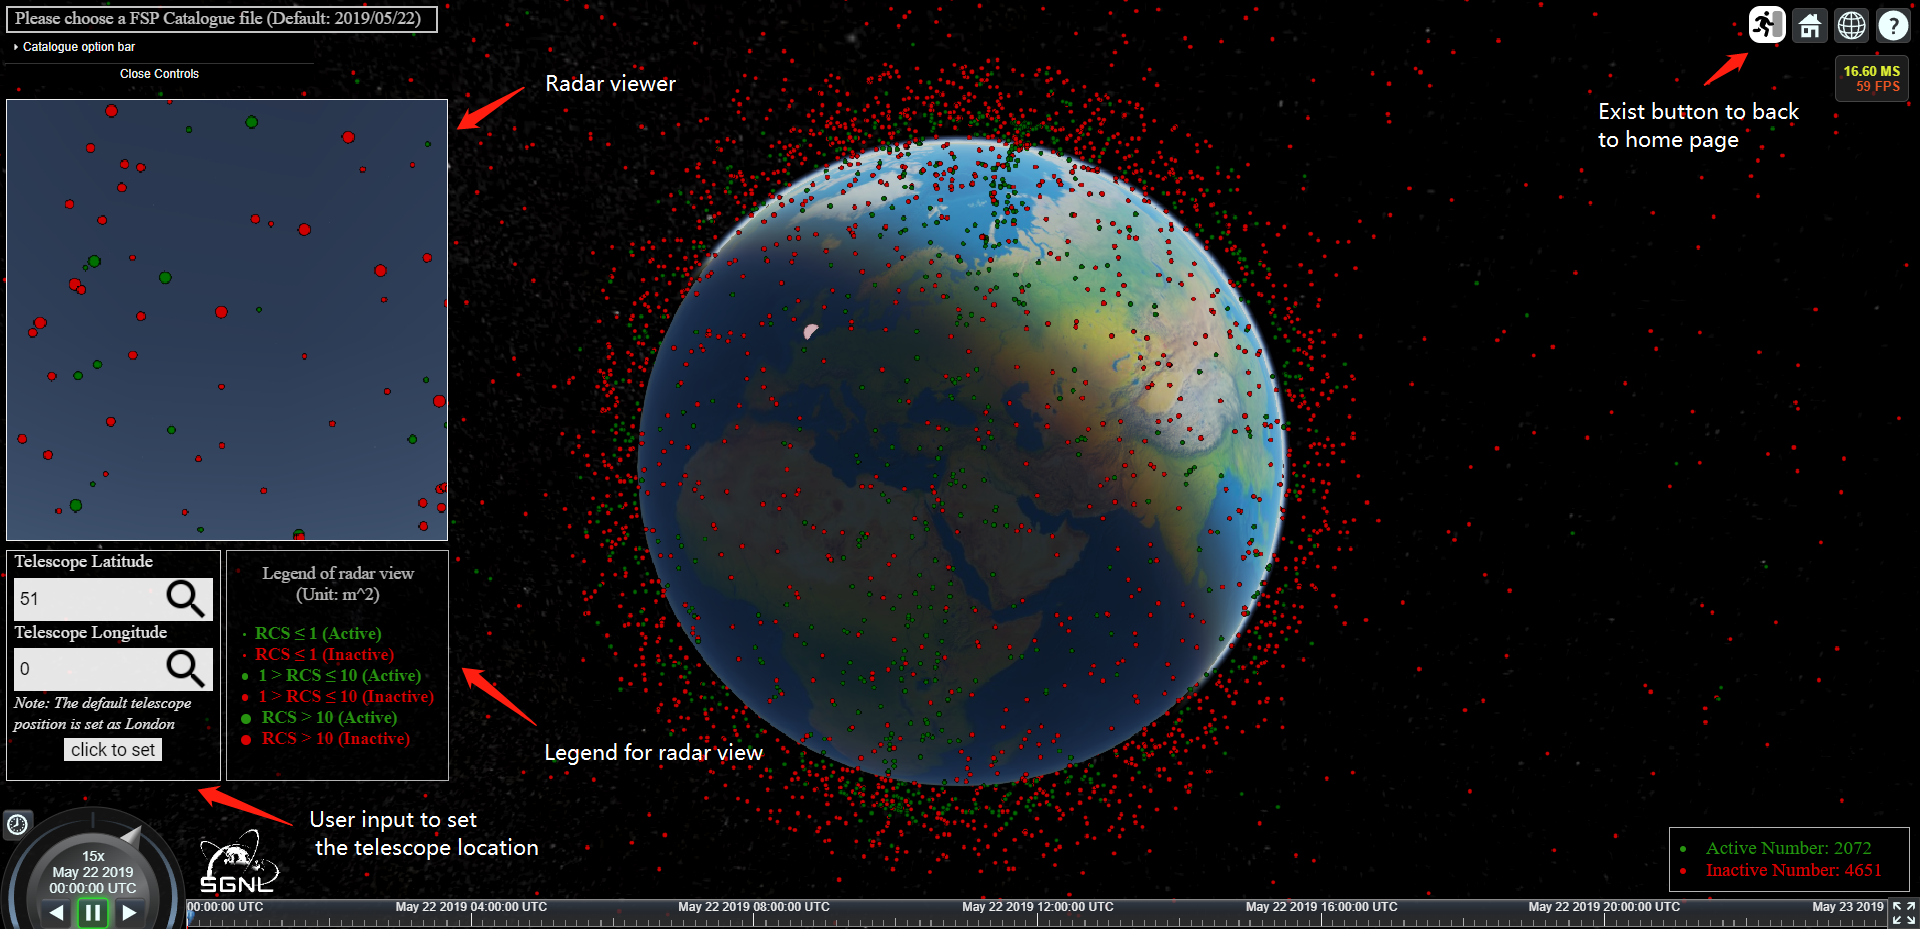 Please choose a FSP Catalogue file (Default: 2019/05/22)
Catalogue option bar
Close Controls
Radar viewer
?
16.60 MS
59 FPS
Exist button to back
to home page
Telescope Latitude
51
Telescope Longitude
0
Note: The default telescope
position is set as London
click to set
Legend of radar view
(Unit: m^2)
RCS ≤ 1 (Active)
RCS ≤ 1 (Inactive)
1 > RCS ≤ 10 (Active)
1 > RCS ≤ 10 (Inactive)
RCS > 10 (Active)
RCS > 10 (Inactive)
Legend for radar view
User input to set
the telescope location
15x
May 22 2019
00:00:00 UTC
SGNL
Active Number: 2072
Inactive Number: 4651
00:00:00 UTC
May 22 2019 04:00:00 UTC
May 22 2019 08:00:00 UTC
May 22 2019 12:00:00 UTC
May 22 2019 16:00:00 UTC
May 22 2019 20:00:00 UTC
May 23 2019